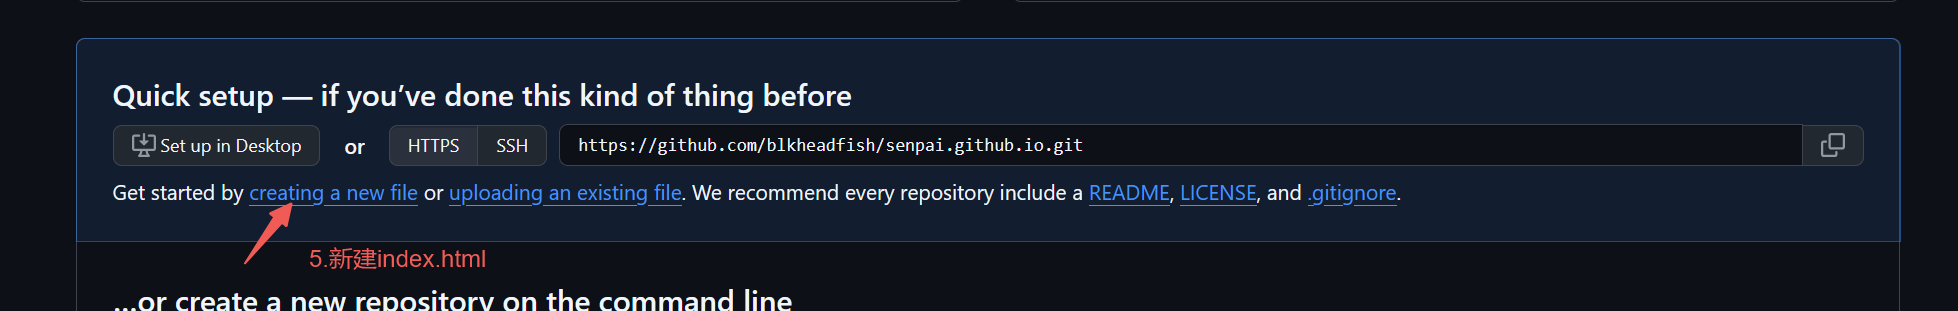 Quick setup — if you’ve done this kind of thing before
Set up in Desktop or HTTPS SSH https://github.com/blkheadfish/senpai.github.io.git
Get started by creating a new file or uploading an existing file. We recommend every repository include a README, LICENSE, and .gitignore.
5.新建index.html
…or create a new repository on the command line